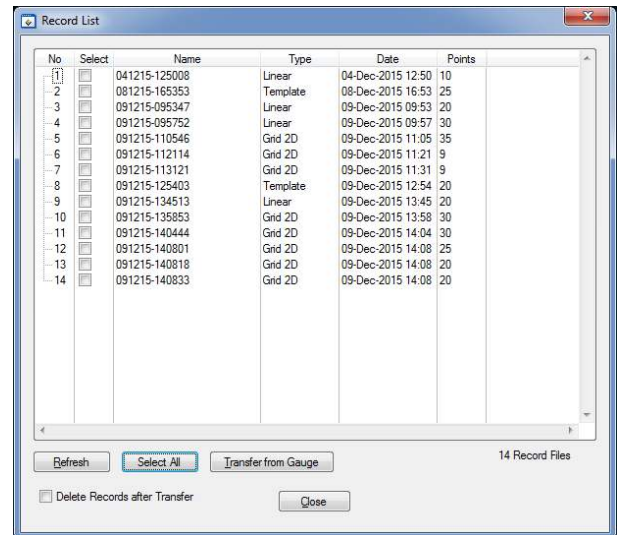 Record List
No Select Name Type Date Points
1 041215-125008 Linear 04-Dec-2015 12:50 10
2 081215-165353 Template 08-Dec-2015 16:53 25
3 091215-095347 Linear 09-Dec-2015 09:53 20
4 091215-095752 Linear 09-Dec-2015 09:57 30
5 091215-110546 Grid 2D 09-Dec-2015 11:05 35
6 091215-112114 Grid 2D 09-Dec-2015 11:21 9
7 091215-113121 Grid 2D 09-Dec-2015 11:31 9
8 091215-125403 Template 09-Dec-2015 12:54 20
9 091215-134513 Linear 09-Dec-2015 13:45 20
10 091215-135853 Grid 2D 09-Dec-2015 13:58 30
11 091215-140444 Grid 2D 09-Dec-2015 14:04 30
12 091215-140801 Grid 2D 09-Dec-2015 14:08 25
13 091215-140818 Grid 2D 09-Dec-2015 14:08 20
14 091215-140833 Grid 2D 09-Dec-2015 14:08 20
Refresh Select All Transfer from Gauge 14 Record Files
Delete Records after Transfer Close